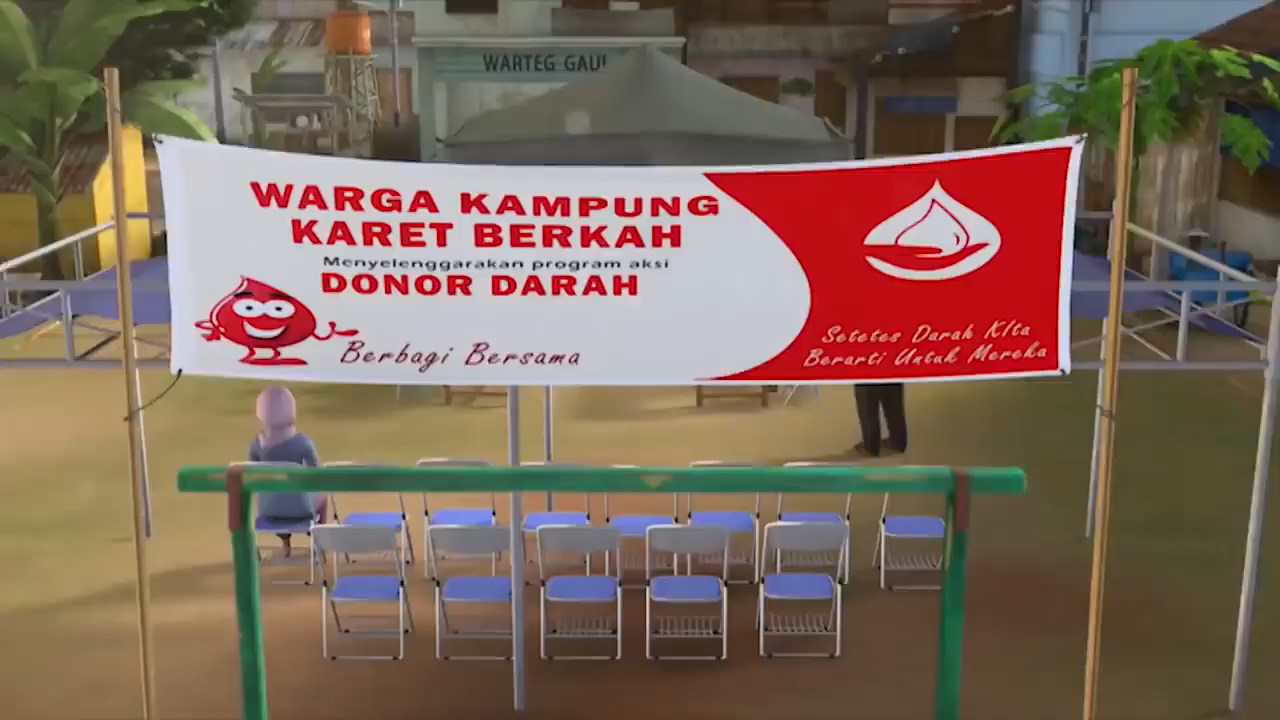 WARTEG GAUL
WARGA KAMPUNG
KARET BERKAH
Menyelenggarakan program aksi
DONOR DARAH
Berbagi Bersama
Setetes Darah KIta
Berarti Untuk Mereka